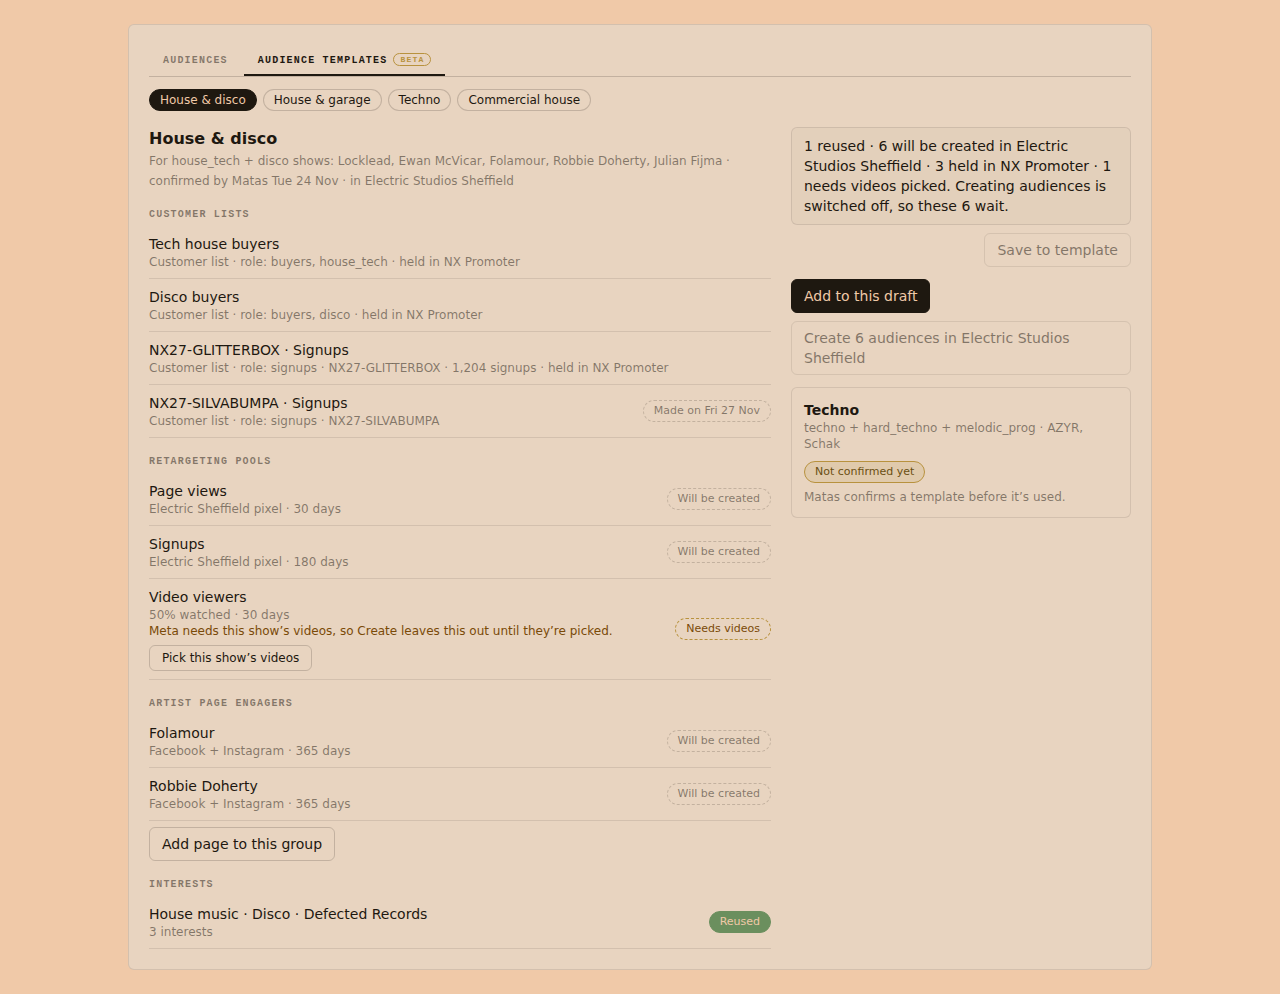 AUDIENCES
AUDIENCE TEMPLATES BETA
House & disco
House & garage
Techno
Commercial house
House & disco
For house_tech + disco shows: Locklead, Ewan McVicar, Folamour, Robbie Doherty, Julian Fijma ·
confirmed by Matas Tue 24 Nov · in Electric Studios Sheffield
CUSTOMER LISTS
Tech house buyers
Customer list · role: buyers, house_tech · held in NX Promoter
Disco buyers
Customer list · role: buyers, disco · held in NX Promoter
NX27-GLITTERBOX · Signups
Customer list · role: signups · NX27-GLITTERBOX · 1,204 signups · held in NX Promoter
NX27-SILVABUMPA · Signups
Customer list · role: signups · NX27-SILVABUMPA
Made on Fri 27 Nov
RETARGETING POOLS
Page views
Electric Sheffield pixel · 30 days
Will be created
Signups
Electric Sheffield pixel · 180 days
Will be created
Video viewers
50% watched · 30 days
Meta needs this show’s videos, so Create leaves this out until they’re picked.
Needs videos
Pick this show’s videos
ARTIST PAGE ENGAGERS
Folamour
Facebook + Instagram · 365 days
Will be created
Robbie Doherty
Facebook + Instagram · 365 days
Will be created
Add page to this group
INTERESTS
House music · Disco · Defected Records
3 interests
Reused
1 reused · 6 will be created in Electric
Studios Sheffield · 3 held in NX Promoter · 1
needs videos picked. Creating audiences is
switched off, so these 6 wait.
Save to template
Add to this draft
Create 6 audiences in Electric Studios
Sheffield
Techno
techno + hard_techno + melodic_prog · AZYR,
Schak
Not confirmed yet
Matas confirms a template before it’s used.